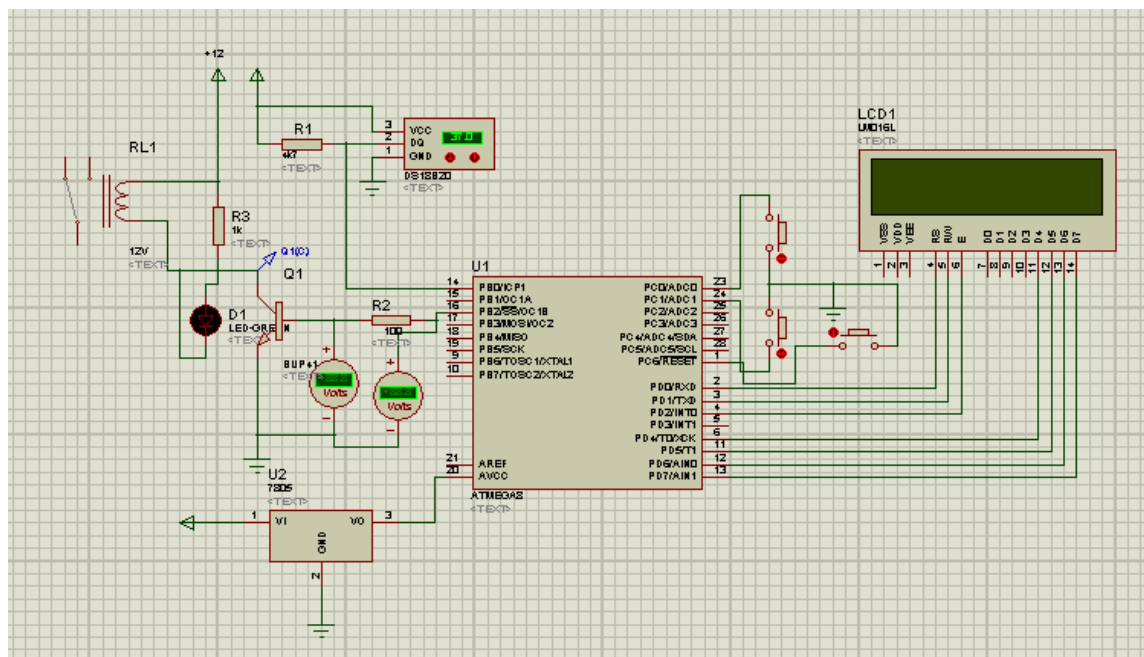 +12
RL1
12V
<TEXT>
R1
4k7
<TEXT>
3 VCC
2 DQ
1 GND
37.0
DS18B20
<TEXT>
R3
1k
<TEXT>
Q1(C)
Q1
D1
LED-GREEN
BUP41
R2
100
<TEXT>
+
Volts
-
+
Volts
-
U1
14 PB0/ICP1
15 PB1/OC1A
16 PB2/SS/OC1B
17 PB3/MOSI/OC2
18 PB4/MISO
19 PB5/SCK
9 PB6/TOSC1/XTAL1
10 PB7/TOSC2/XTAL2
21 AREF
20 AVCC
PC0/ADC0 23
PC1/ADC1 24
PC2/ADC2 25
PC3/ADC3 26
PC4/ADC4/SDA 27
PC5/ADC5/SCL 28
PC6/RESET 1
PD0/RXD 2
PD1/TXD 3
PD2/INT0 4
PD3/INT1 5
PD4/T0/XCK 6
PD5/T1 11
PD6/AIN0 12
PD7/AIN1 13
ATMEGA8
<TEXT>
LCD1
LM016L
<TEXT>
VSS VDD VEE RS RW E D0 D1 D2 D3 D4 D5 D6 D7
1 2 3 4 5 6 7 8 9 10 11 12 13 14
U2
7805
<TEXT>
1 VI VO 3
GND
2